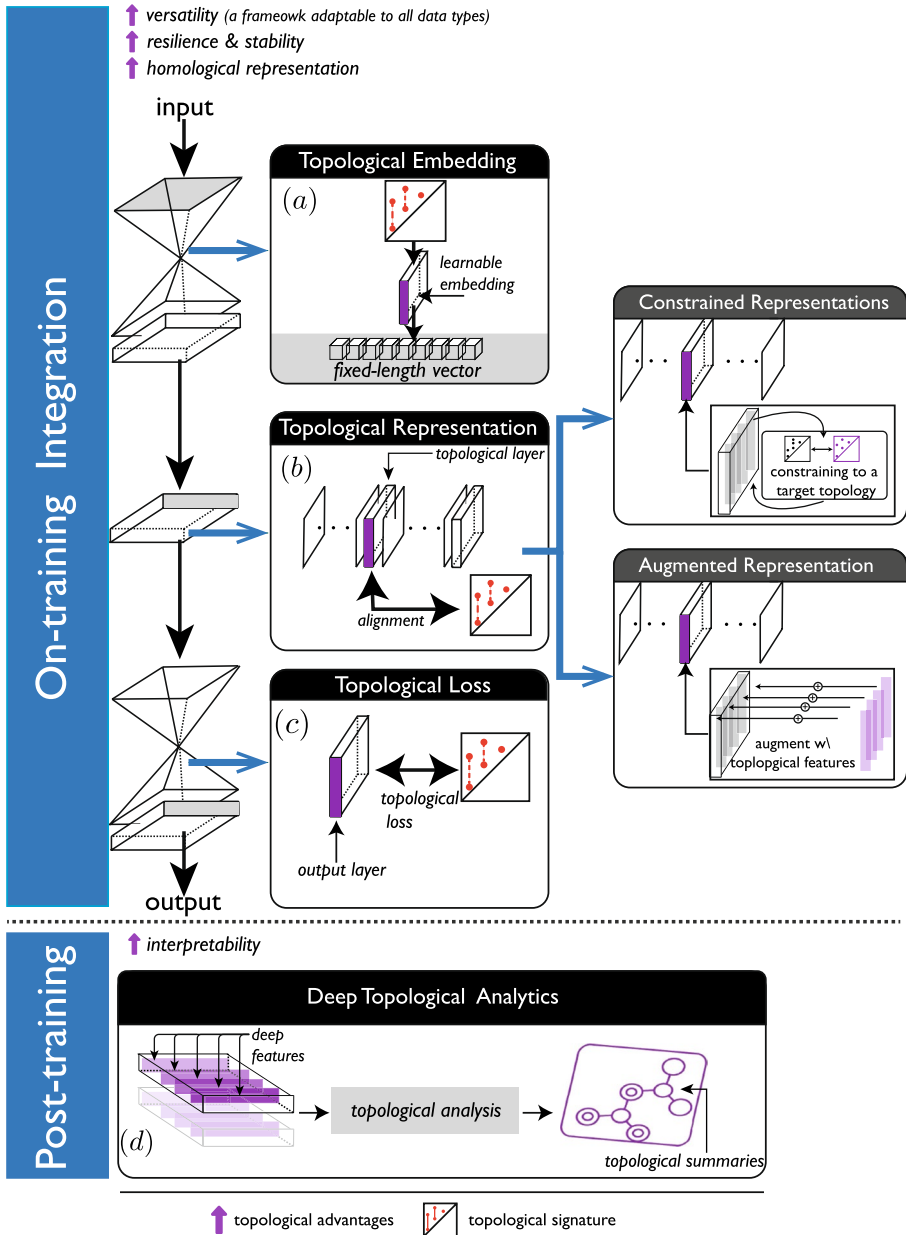 On-training Integration
versatility (a frameowk adaptable to all data types)
resilience & stability
homological representation
input
Topological Embedding
(a)
learnable
embedding
fixed-length vector
Topological Representation
(b)
topological layer
alignment
Constrained Representations
constraining to a
target topology
Augmented Representation
augment w\
toplopgical features
Topological Loss
(c)
topological
loss
output layer
output
Post-training
interpretability
Deep Topological Analytics
deep
features
(d)
topological analysis
topological summaries
topological advantages
topological signature